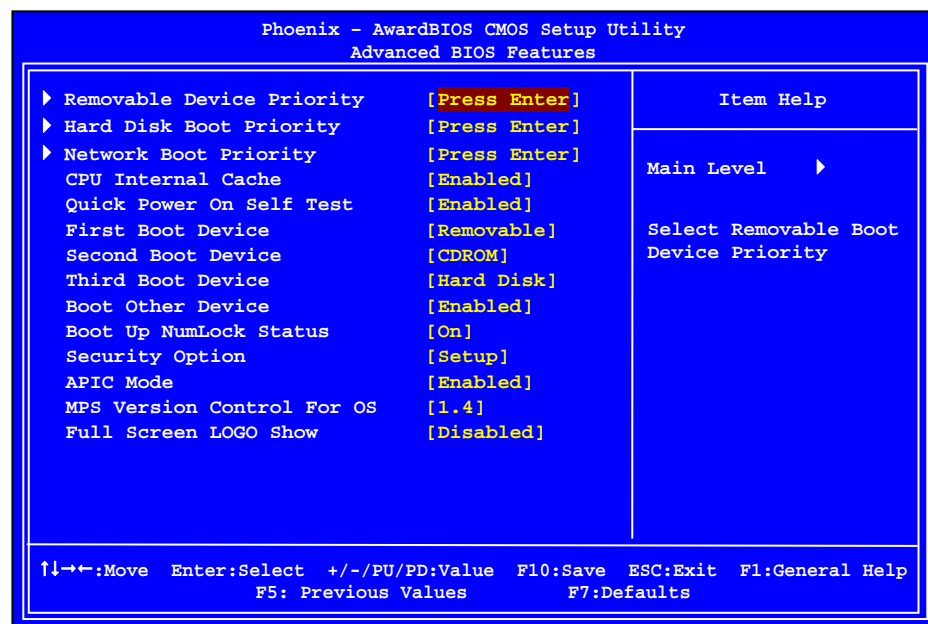 Phoenix – AwardBIOS CMOS Setup Utility
Advanced BIOS Features
Removable Device Priority [Press Enter]
Hard Disk Boot Priority [Press Enter]
Network Boot Priority [Press Enter]
CPU Internal Cache [Enabled]
Quick Power On Self Test [Enabled]
First Boot Device [Removable]
Second Boot Device [CDROM]
Third Boot Device [Hard Disk]
Boot Other Device [Enabled]
Boot Up NumLock Status [On]
Security Option [Setup]
APIC Mode [Enabled]
MPS Version Control For OS [1.4]
Full Screen LOGO Show [Disabled]
Item Help
Main Level
Select Removable Boot
Device Priority
↑↓→←:Move Enter:Select +/-/PU/PD:Value F10:Save ESC:Exit F1:General Help
F5: Previous Values F7:Defaults